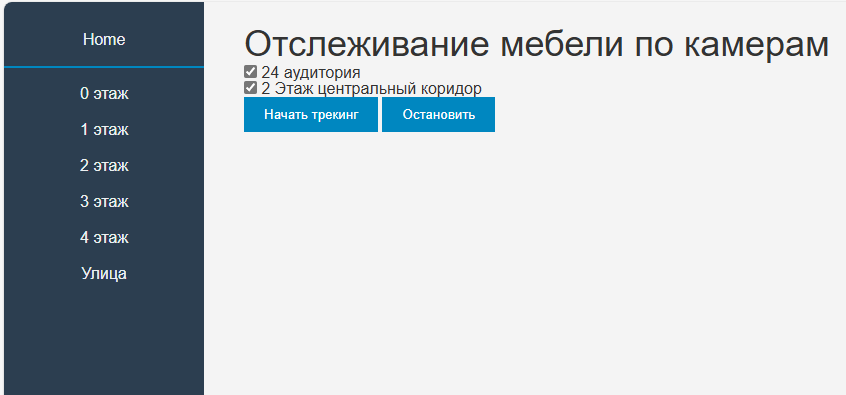 Home
0 этаж
1 этаж
2 этаж
3 этаж
4 этаж
Улица
Отслеживание мебели по камерам
24 аудитория
2 Этаж центральный коридор
Начать трекинг Остановить